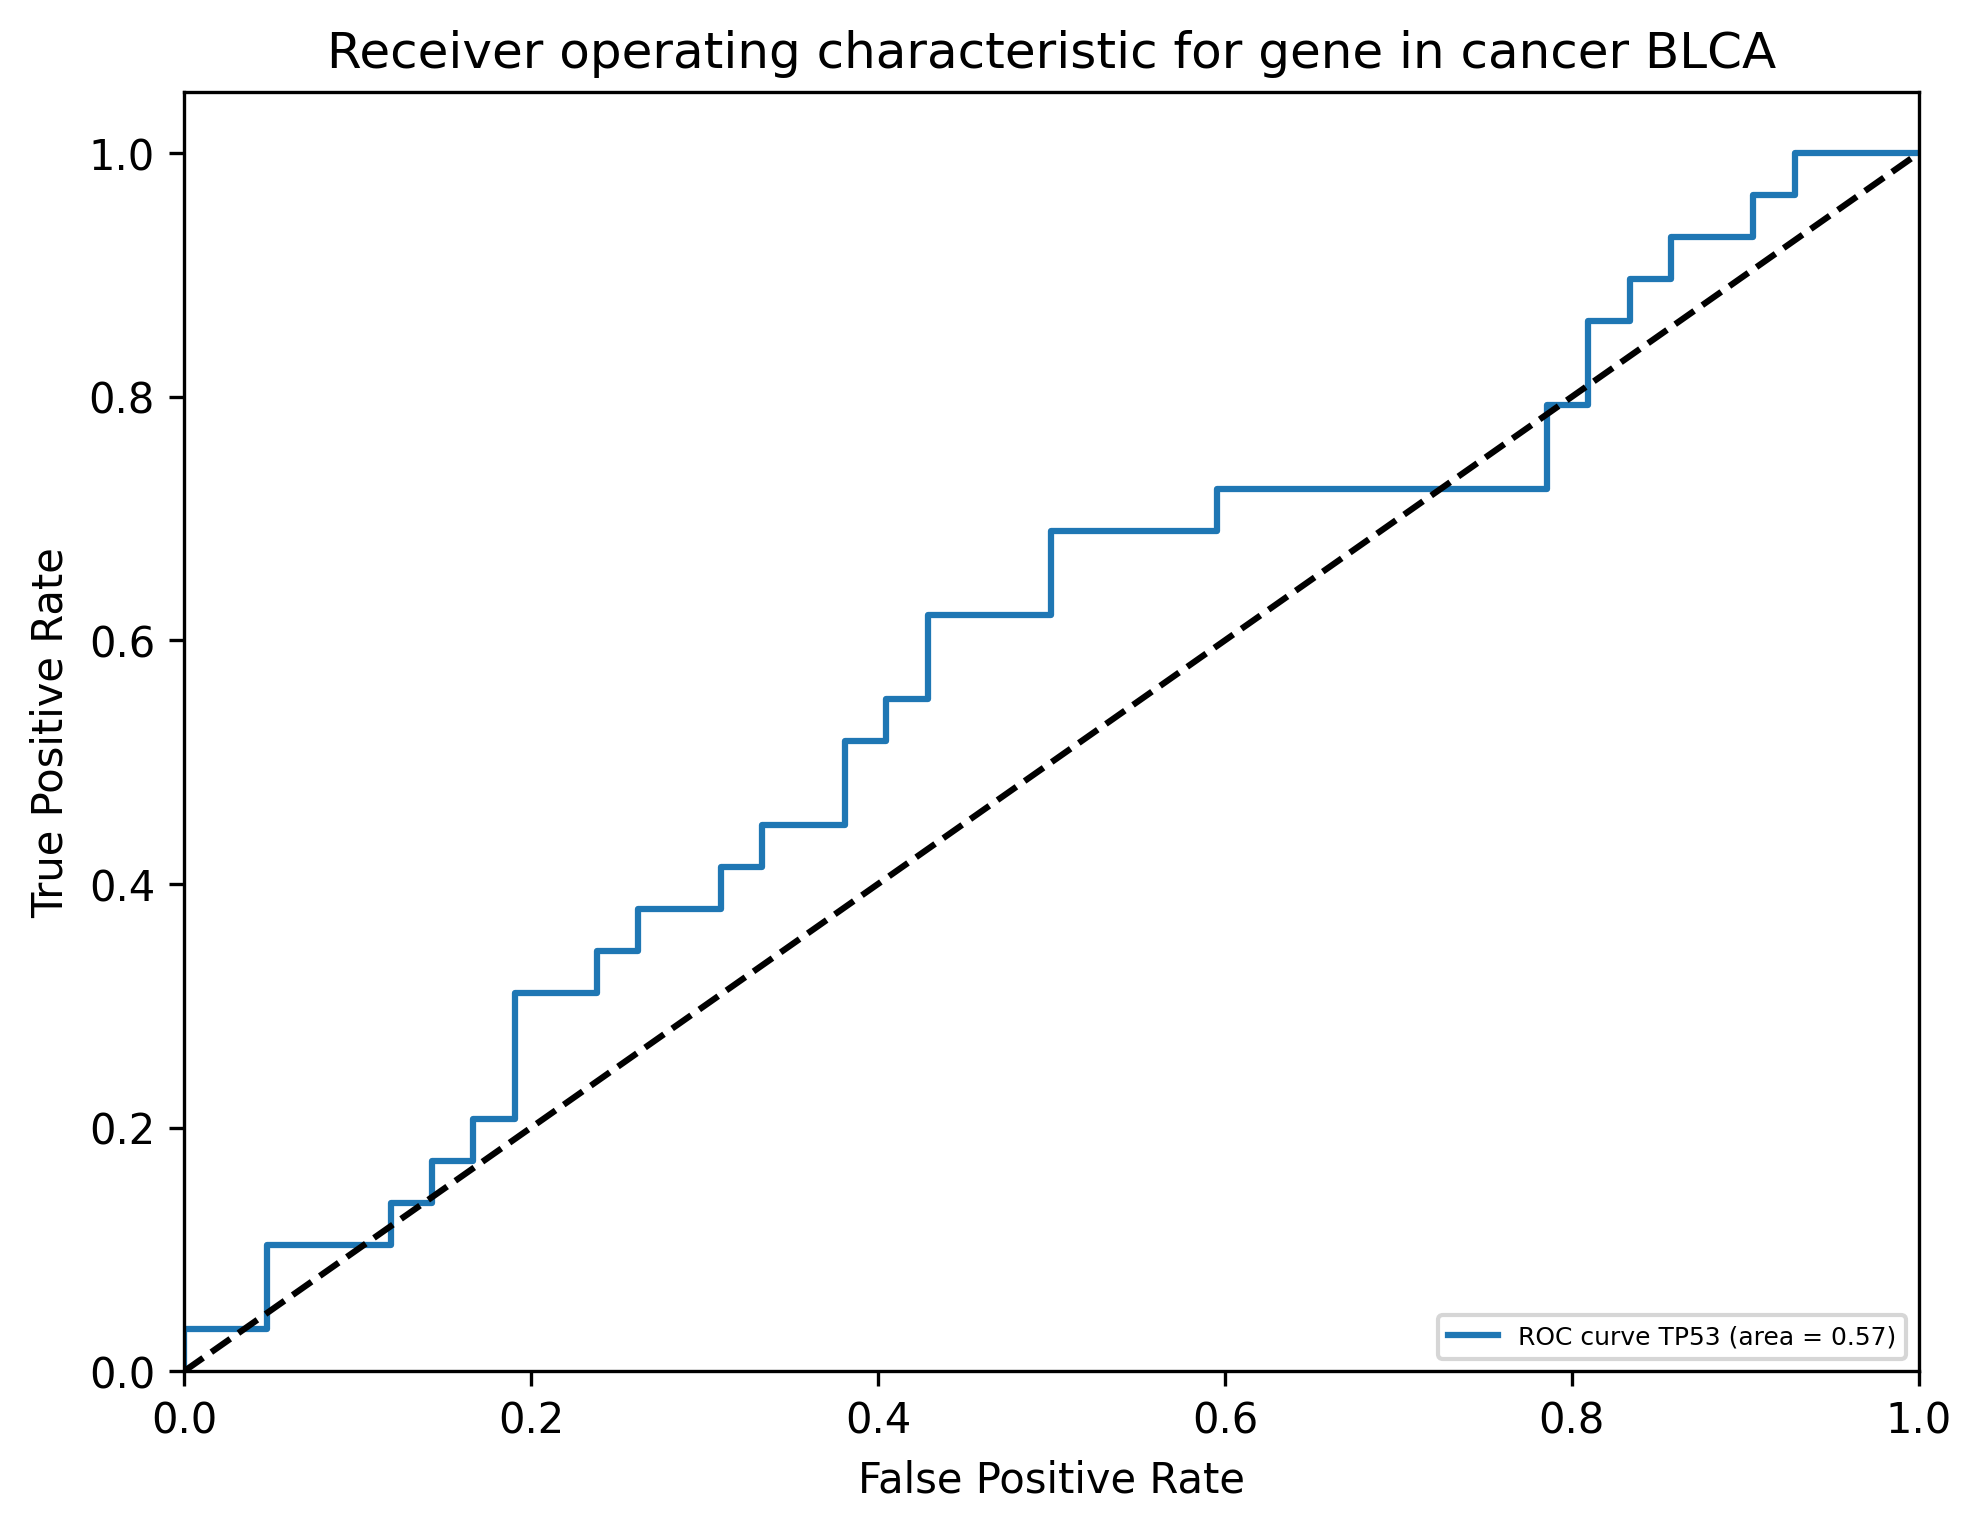 Receiver operating characteristic for gene in cancer BLCA
True Positive Rate
1.0
0.8
0.6
0.4
0.2
0.0
ROC curve TP53 (area = 0.57)
0.0 0.2 0.4 0.6 0.8 1.0
False Positive Rate